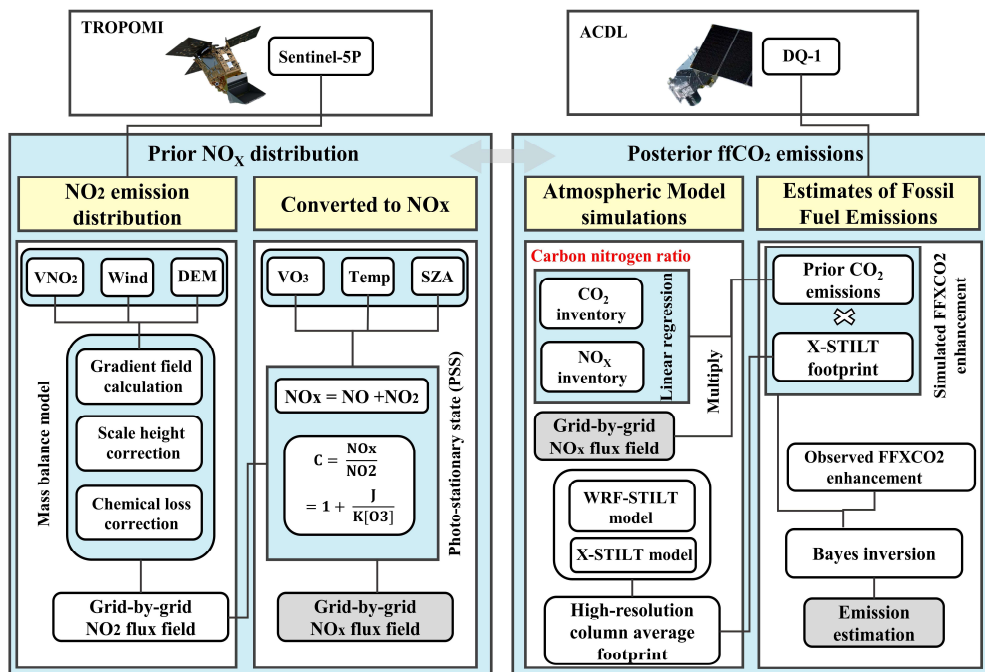 TROPOMI
Sentinel-5P
ACDL
DQ-1
Prior NOX distribution
NO2 emission
distribution
Converted to NOx
VNO2
Wind
DEM
Mass balance model
Gradient field
calculation
Scale height
correction
Chemical loss
correction
Grid-by-grid
NO2 flux field
VO3
Temp
SZA
Photo-stationary state (PSS)
NOx = NO +NO2
C = NOx / NO2
= 1 + J / K[O3]
Grid-by-grid
NOx flux field
Posterior ffCO₂ emissions
Atmospheric Model
simulations
Estimates of Fossil
Fuel Emissions
Carbon nitrogen ratio
CO2
inventory
NOX
inventory
Linear regression
Multiply
Grid-by-grid
NOx flux field
WRF-STILT
model
X-STILT model
High-resolution
column average
footprint
Prior CO2
emissions
X-STILT
footprint
Simulated FFXCO2
enhancement
Observed FFXCO2
enhancement
Bayes inversion
Emission
estimation